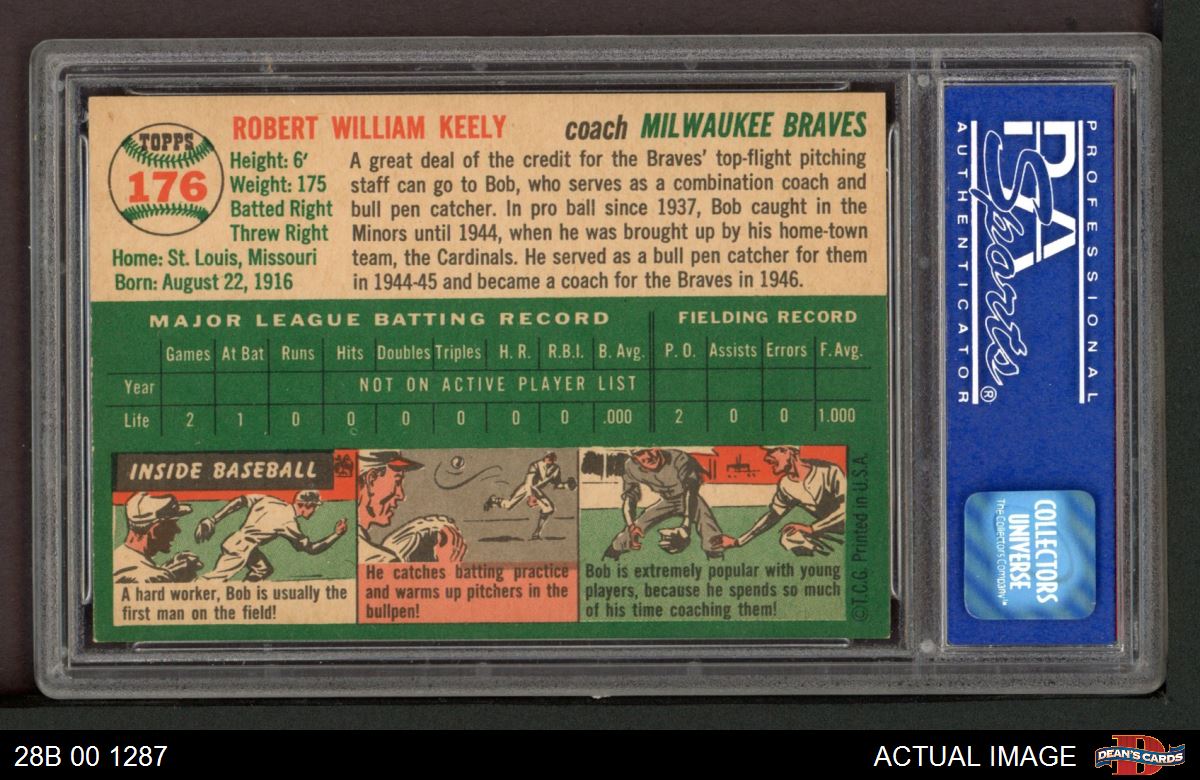 TOPPS
176
ROBERT WILLIAM KEELY
coach MILWAUKEE BRAVES
Height: 6'
Weight: 175
Batted Right
Threw Right
Home: St. Louis, Missouri
Born: August 22, 1916
A great deal of the credit for the Braves' top-flight pitching
staff can go to Bob, who serves as a combination coach and
bull pen catcher. In pro ball since 1937, Bob caught in the
Minors until 1944, when he was brought up by his home-town
team, the Cardinals. He served as a bull pen catcher for them
in 1944-45 and became a coach for the Braves in 1946.
MAJOR LEAGUE BATTING RECORD FIELDING RECORD
Games At Bat Runs Hits Doubles Triples H. R. R.B.I. B. Avg. P. O. Assists Errors F. Avg.
Year NOT ON ACTIVE PLAYER LIST
Life 2 1 0 0 0 0 0 0 .000 2 0 0 1.000
INSIDE BASEBALL
A hard worker, Bob is usually the
first man on the field!
He catches batting practice
and warms up pitchers in the
bullpen!
Bob is extremely popular with young
players, because he spends so much
of his time coaching them!
©T.C.G. Printed in U.S.A.
PROFESSIONAL
PSA
Sports®
AUTHENTICATOR
COLLECTORS
UNIVERSE
The Collectors Company™
28B 00 1287
ACTUAL IMAGE
D
DEAN'S CARDS